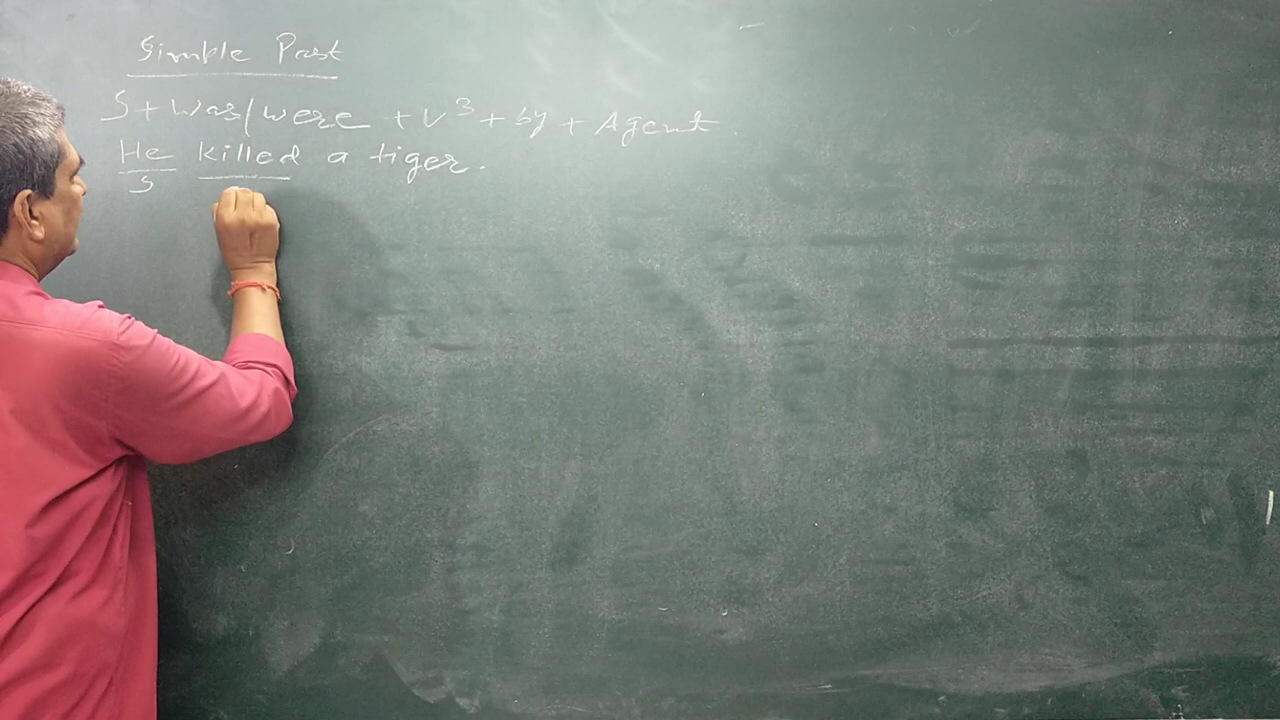 Simple Past
S + was/were + V³ + by + Agent.
He killed a tiger.
S